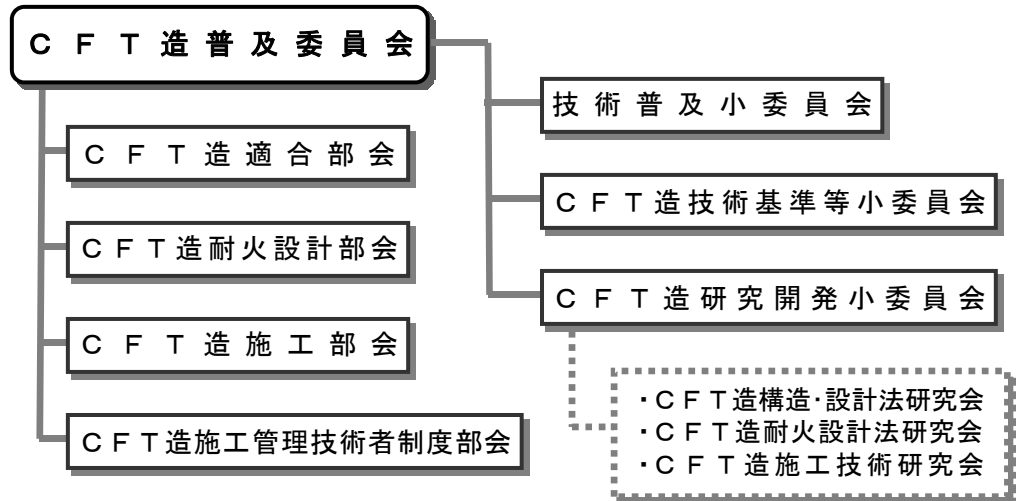 CFT造普及委員会
CFT造適合部会
CFT造耐火設計部会
CFT造施工部会
CFT造施工管理技術者制度部会
技術普及小委員会
CFT造技術基準等小委員会
CFT造研究開発小委員会
・CFT造構造・設計法研究会
・CFT造耐火設計法研究会
・CFT造施工技術研究会